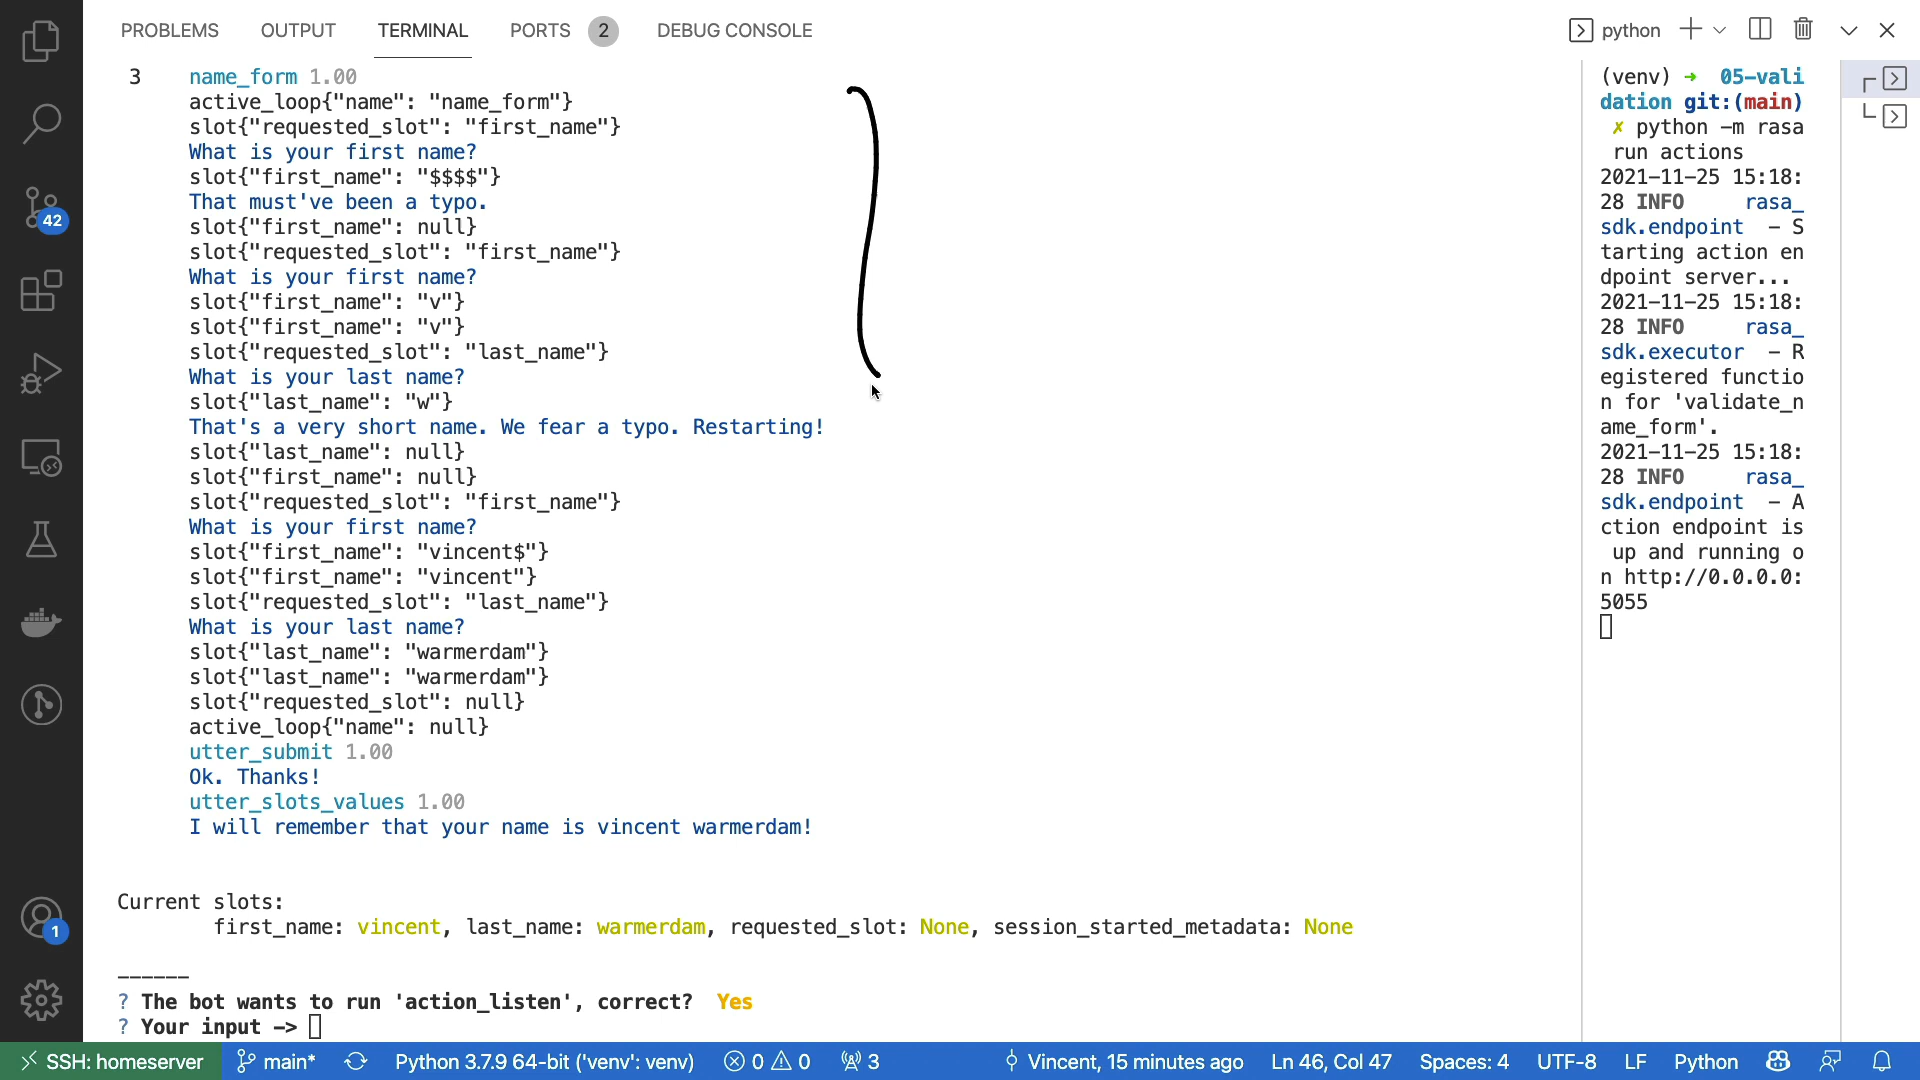 PROBLEMS OUTPUT TERMINAL PORTS 2 DEBUG CONSOLE python
3 name_form 1.00
active_loop{"name": "name_form"}
slot{"requested_slot": "first_name"}
What is your first name?
slot{"first_name": "$$$$"}
That must've been a typo.
slot{"first_name": null}
slot{"requested_slot": "first_name"}
What is your first name?
slot{"first_name": "v"}
slot{"first_name": "v"}
slot{"requested_slot": "last_name"}
What is your last name?
slot{"last_name": "w"}
That's a very short name. We fear a typo. Restarting!
slot{"last_name": null}
slot{"first_name": null}
slot{"requested_slot": "first_name"}
What is your first name?
slot{"first_name": "vincent$"}
slot{"first_name": "vincent"}
slot{"requested_slot": "last_name"}
What is your last name?
slot{"last_name": "warmerdam"}
slot{"last_name": "warmerdam"}
slot{"requested_slot": null}
active_loop{"name": null}
utter_submit 1.00
Ok. Thanks!
utter_slots_values 1.00
I will remember that your name is vincent warmerdam!
Current slots:
first_name: vincent, last_name: warmerdam, requested_slot: None, session_started_metadata: None
------
? The bot wants to run 'action_listen', correct? Yes
? Your input ->
(venv) ➜ 05-vali
dation git:(main)
✗ python -m rasa
run actions
2021-11-25 15:18:
28 INFO rasa_
sdk.endpoint - S
tarting action en
dpoint server...
2021-11-25 15:18:
28 INFO rasa_
sdk.executor - R
egistered functio
n for 'validate_n
ame_form'.
2021-11-25 15:18:
28 INFO rasa_
sdk.endpoint - A
ction endpoint is
up and running o
n http://0.0.0.0:
5055
42
1
SSH: homeserver main* Python 3.7.9 64-bit ('venv': venv) 0 0 3 Vincent, 15 minutes ago Ln 46, Col 47 Spaces: 4 UTF-8 LF Python